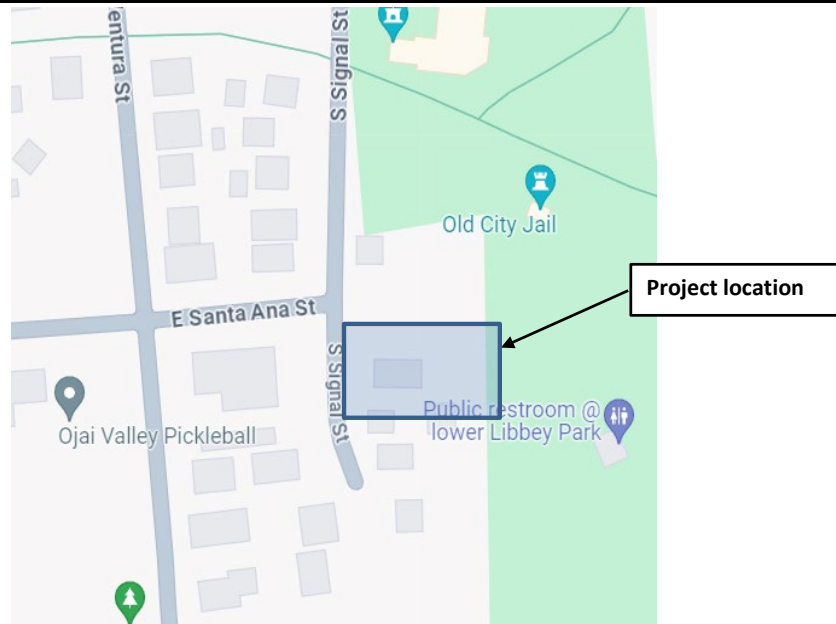 entura St
S Signal St
Old City Jail
Project location
E Santa Ana St
S Signal St
Public restroom @
lower Libbey Park
Ojai Valley Pickleball